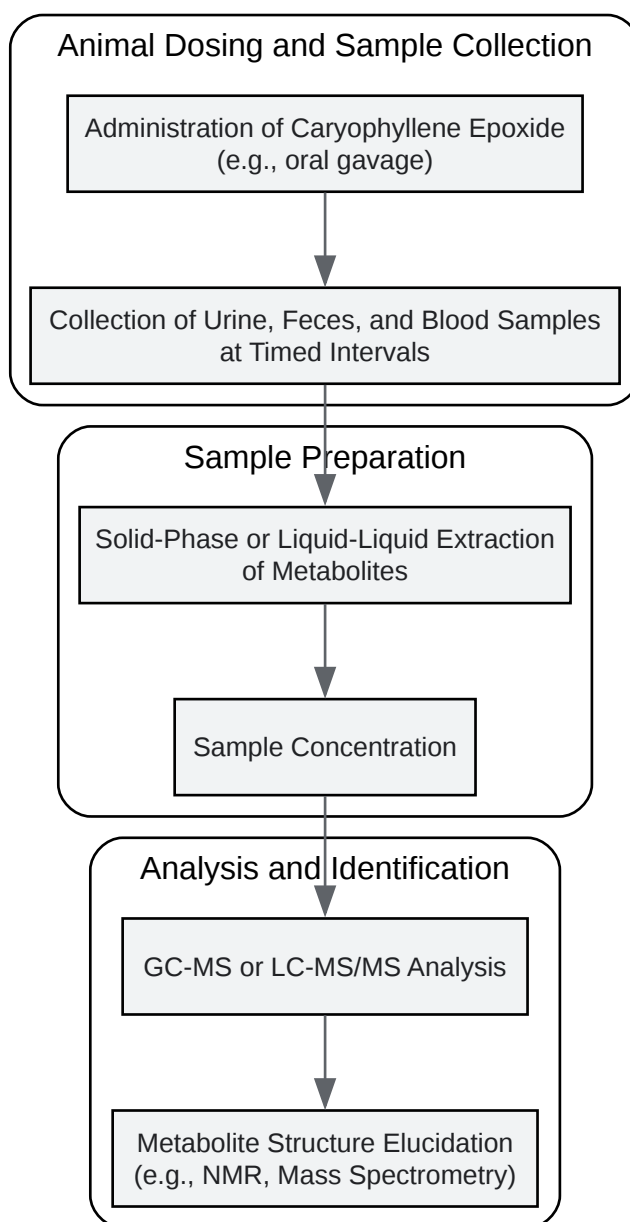 Animal Dosing and Sample Collection
Administration of Caryophyllene Epoxide
(e.g., oral gavage)
Collection of Urine, Feces, and Blood Samples
at Timed Intervals
Sample Preparation
Solid-Phase or Liquid-Liquid Extraction
of Metabolites
Sample Concentration
Analysis and Identification
GC-MS or LC-MS/MS Analysis
Metabolite Structure Elucidation
(e.g., NMR, Mass Spectrometry)